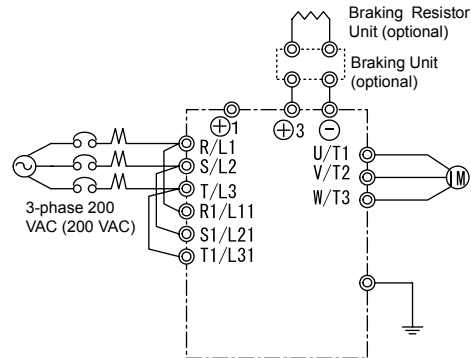 Braking Resistor
Unit (optional)
Braking Unit
(optional)
⊕1
⊕3
⊖
R/L1
S/L2
T/L3
R1/L11
S1/L21
T1/L31
U/T1
V/T2
W/T3
IM
3-phase 200
VAC (200 VAC)